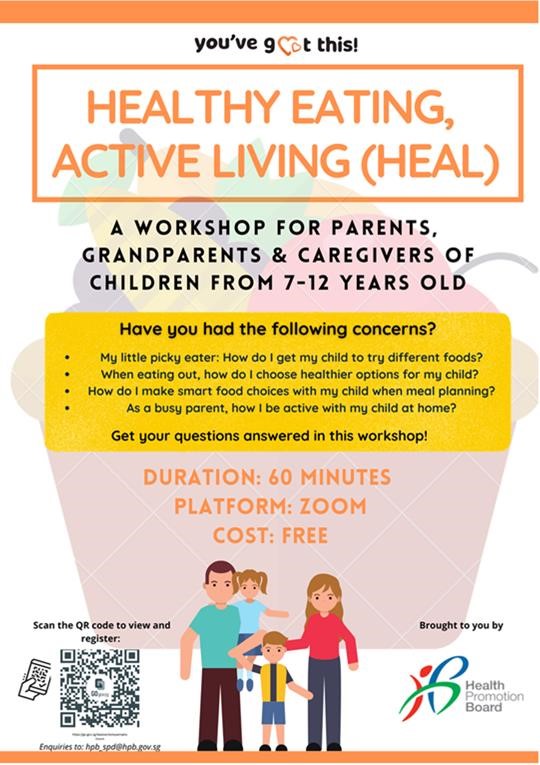 you've g t this!
HEALTHY EATING,
ACTIVE LIVING (HEAL)
A WORKSHOP FOR PARENTS,
GRANDPARENTS & CAREGIVERS OF
CHILDREN FROM 7-12 YEARS OLD
Have you had the following concerns?
• My little picky eater: How do I get my child to try different foods?
• When eating out, how do I choose healthier options for my child?
• How do I make smart food choices with my child when meal planning?
• As a busy parent, how I be active with my child at home?
Get your questions answered in this workshop!
DURATION: 60 MINUTES
PLATFORM: ZOOM
COST: FREE
Scan the QR code to view and
register:
Enquiries to: hpb_spd@hpb.gov.sg
Brought to you by
Health
Promotion
Board